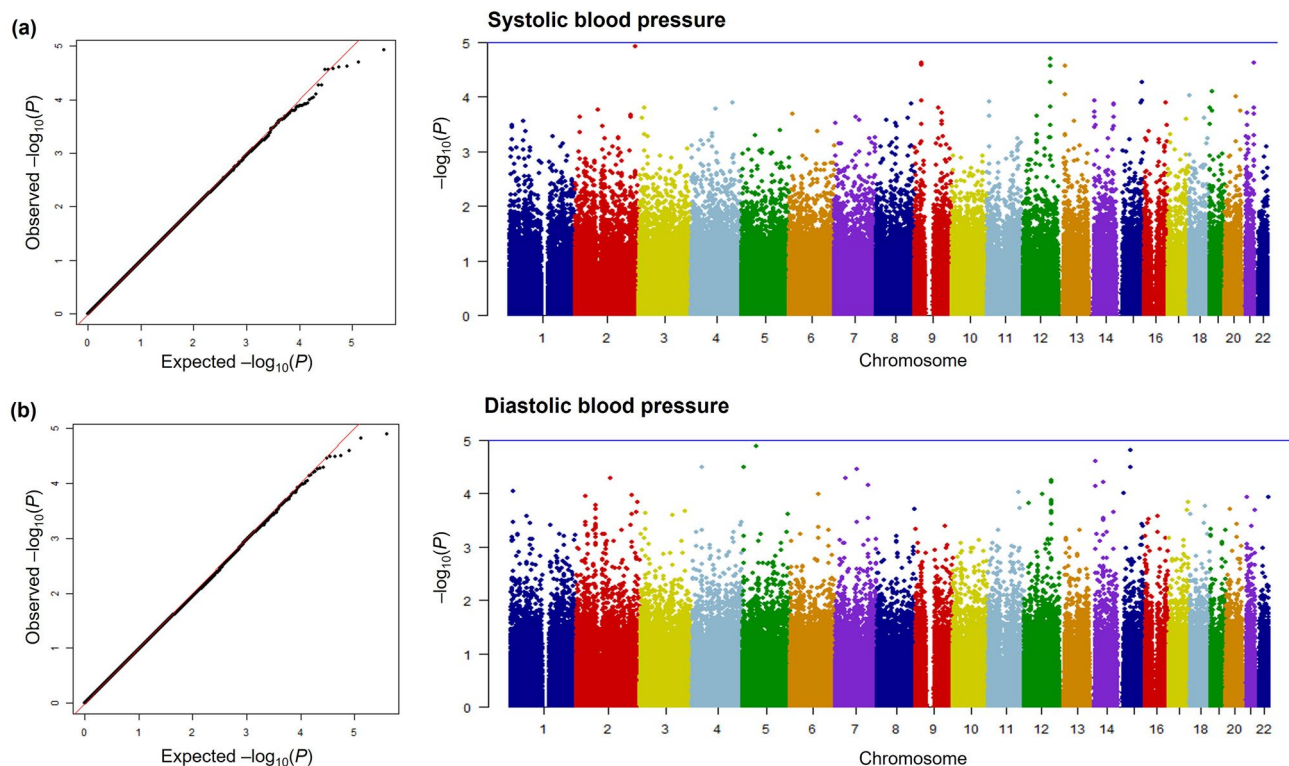 (a)
Systolic blood pressure
Observed –log10(P)
5
4
3
2
1
0
0 1 2 3 4 5
Expected –log10(P)
–log10(P)
5
4
3
2
1
0
1 2 3 4 5 6 7 8 9 10 11 12 13 14 16 18 20 22
Chromosome
(b)
Diastolic blood pressure
Observed –log10(P)
5
4
3
2
1
0
0 1 2 3 4 5
Expected –log10(P)
–log10(P)
5
4
3
2
1
0
1 2 3 4 5 6 7 8 9 10 11 12 13 14 16 18 20 22
Chromosome